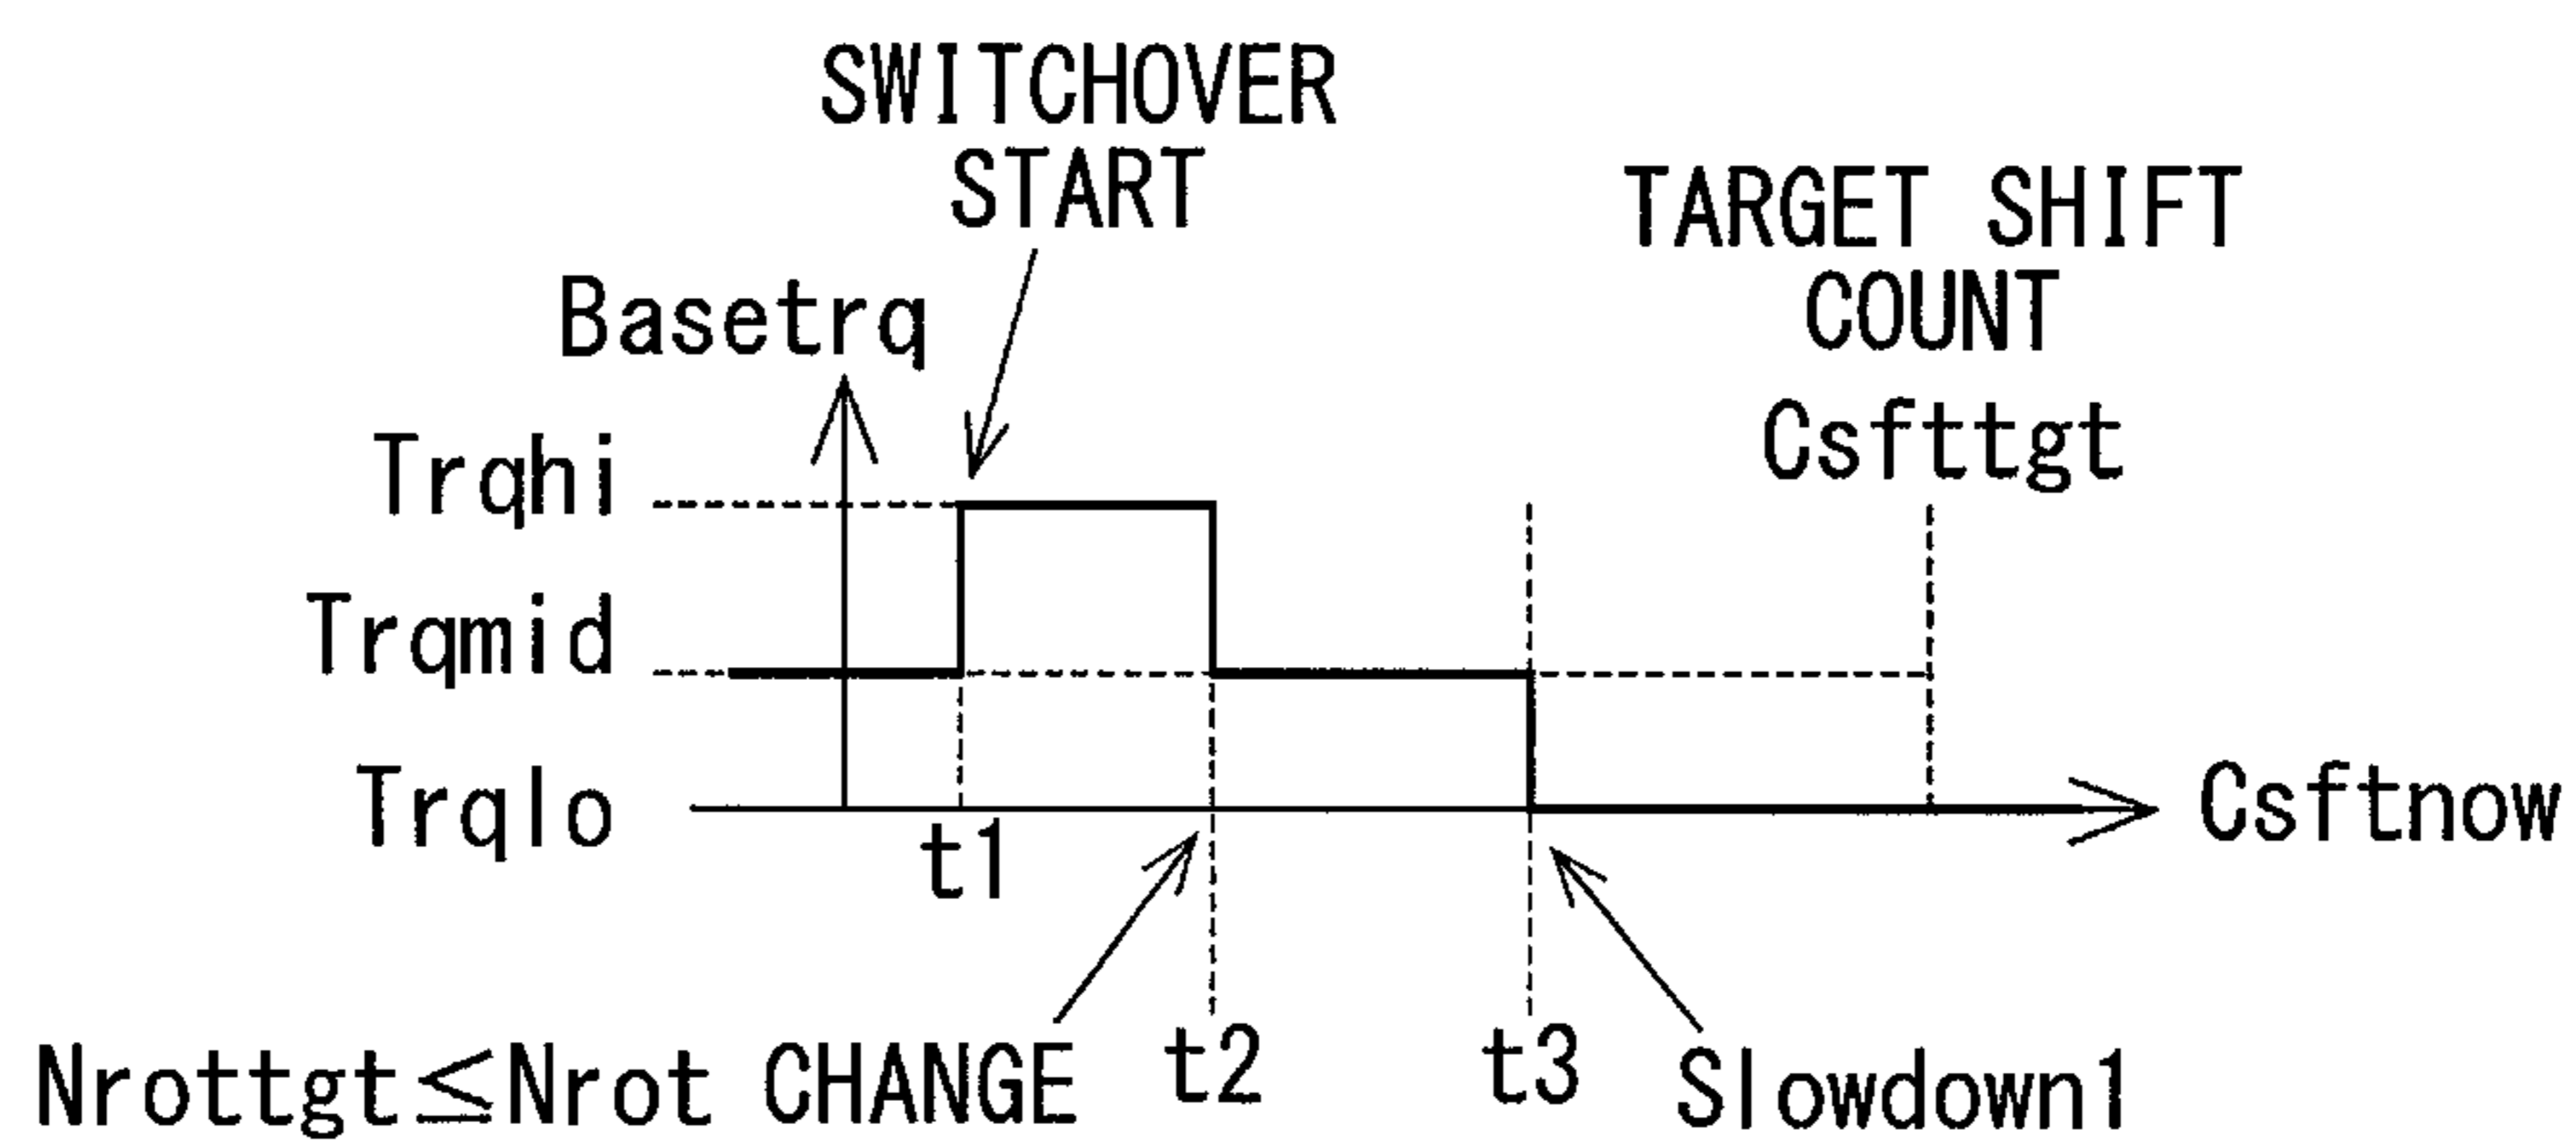 SWITCHOVER
START
TARGET SHIFT
COUNT
Csfttgt
Basetrq
Trqhi
Trqmid
Trqlo
Csftnow
t1
t2
t3
Nrottgt≦Nrot CHANGE
Slowdown1